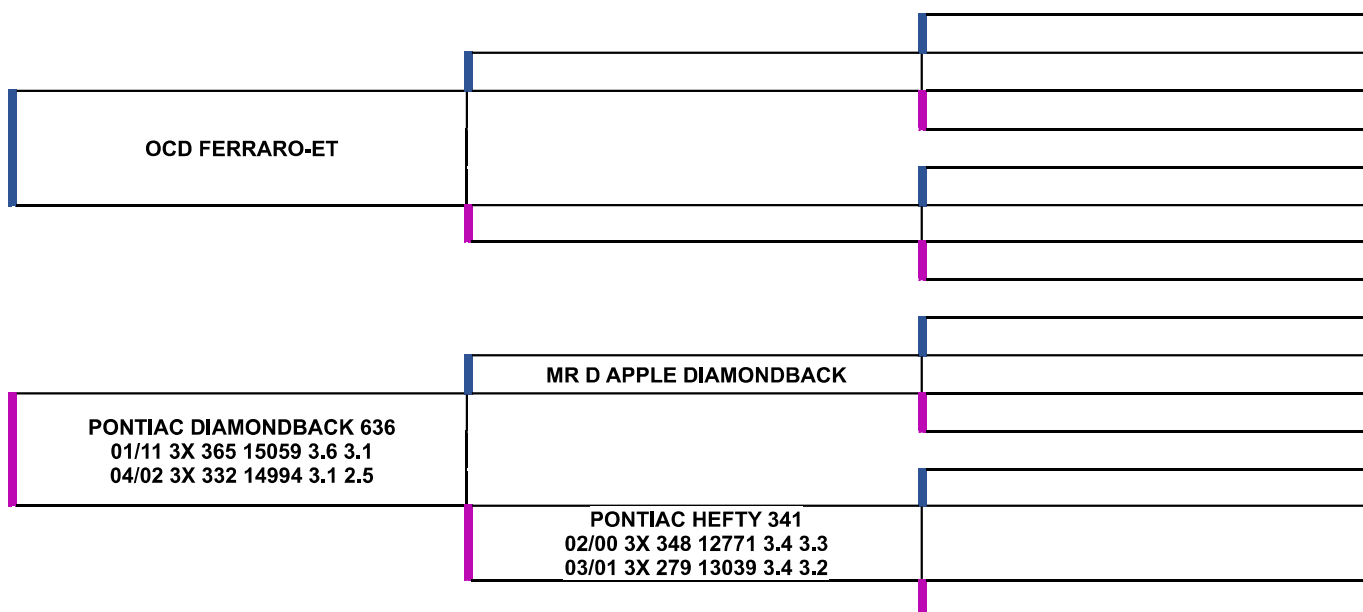 OCD FERRARO-ET
MR D APPLE DIAMONDBACK
PONTIAC DIAMONDBACK 636
01/11 3X 365 15059 3.6 3.1
04/02 3X 332 14994 3.1 2.5
PONTIAC HEFTY 341
02/00 3X 348 12771 3.4 3.3
03/01 3X 279 13039 3.4 3.2